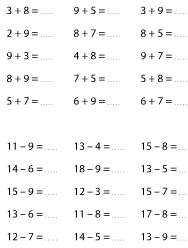 3 + 8 = ..... 9 + 5 = ..... 3 + 9 = .....
2 + 9 = ..... 8 + 7 = ..... 8 + 5 = .....
9 + 3 = ..... 4 + 8 = ..... 9 + 7 = .....
8 + 9 = ..... 7 + 5 = ..... 5 + 8 = .....
5 + 7 = ..... 6 + 9 = ..... 6 + 7 = .....
11 – 9 = ..... 13 – 4 = ..... 15 – 8 = .....
14 – 6 = ..... 18 – 9 = ..... 13 – 5 = .....
15 – 9 = ..... 12 – 3 = ..... 15 – 7 = .....
13 – 6 = ..... 11 – 8 = ..... 17 – 8 = .....
12 – 7 = ..... 14 – 5 = ..... 13 – 9 = .....